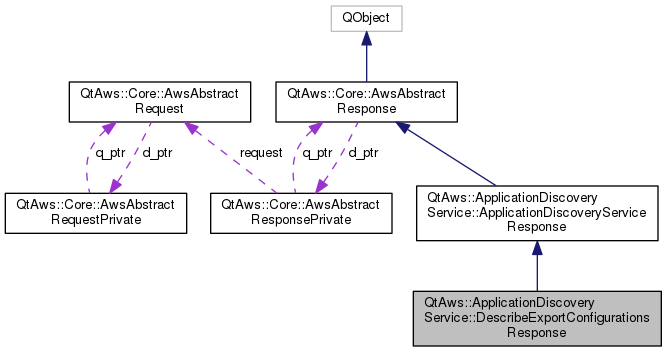 QObject
QtAws::Core::AwsAbstract
Request
QtAws::Core::AwsAbstract
Response
q_ptr
d_ptr
request
q_ptr
d_ptr
QtAws::Core::AwsAbstract
RequestPrivate
QtAws::Core::AwsAbstract
ResponsePrivate
QtAws::ApplicationDiscovery
Service::ApplicationDiscoveryService
Response
QtAws::ApplicationDiscovery
Service::DescribeExportConfigurations
Response